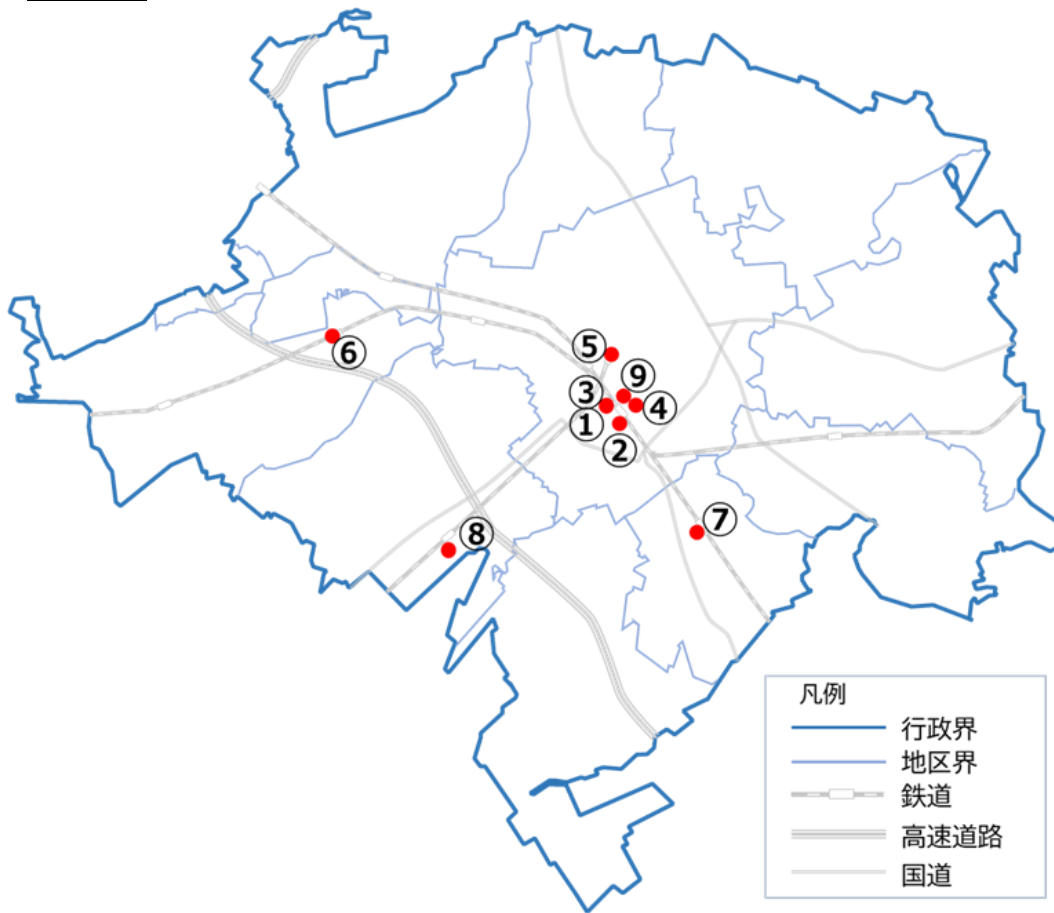 ⑤
⑨
③
④
①
②
⑥
⑦
⑧
凡例
行政界
地区界
鉄道
高速道路
国道